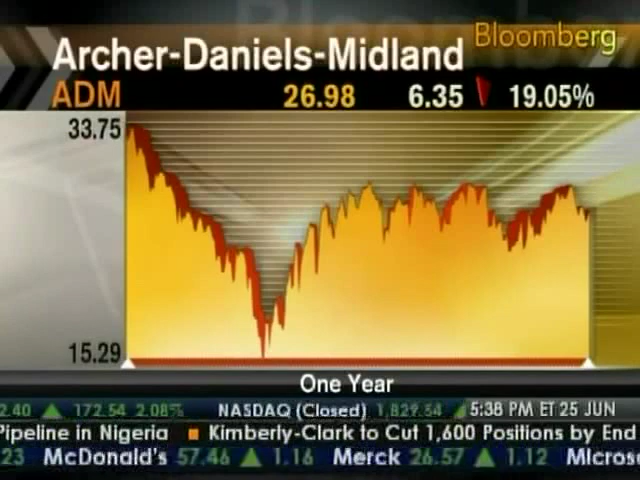 Bloomberg
Archer-Daniels-Midland
ADM 26.98 6.35 19.05%
33.75
15.29
One Year
2.40 172.54 2.08% NASDAQ (Closed) 1,829.54 5:38 PM ET 25 JUN
Pipeline in Nigeria Kimberly-Clark to Cut 1,600 Positions by End
23 McDonald's 57.46 1.16 Merck 26.57 1.12 Micros